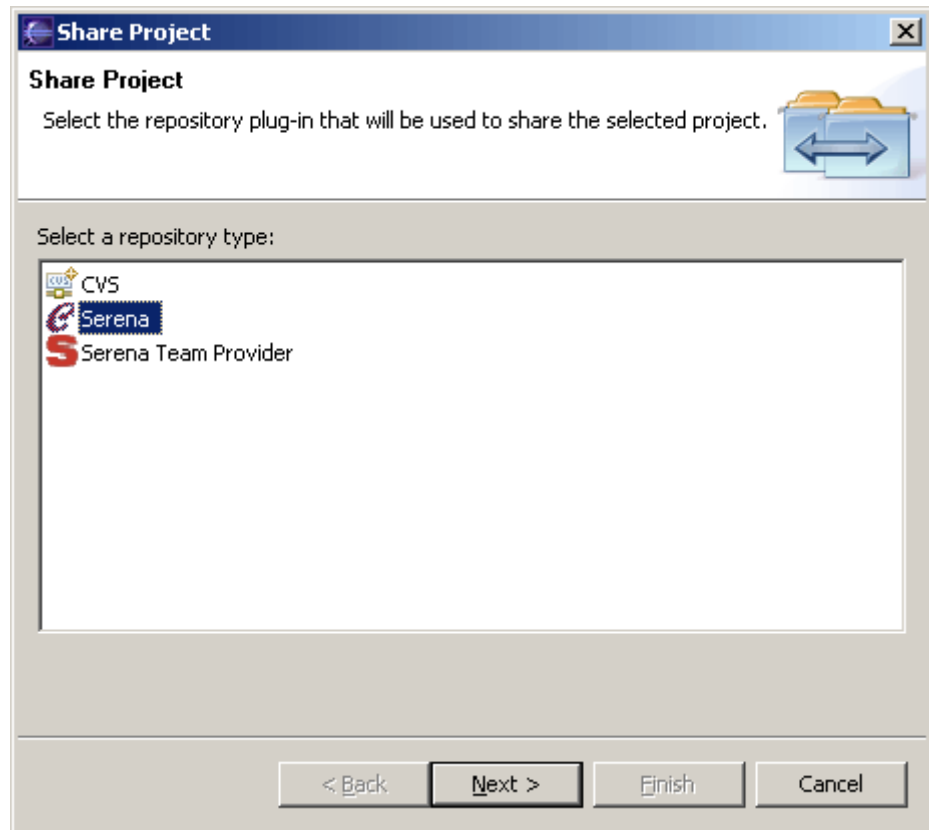 Share Project
Share Project
Select the repository plug-in that will be used to share the selected project.
Select a repository type:
CVS
Serena
Serena Team Provider
< Back
Next >
Finish
Cancel